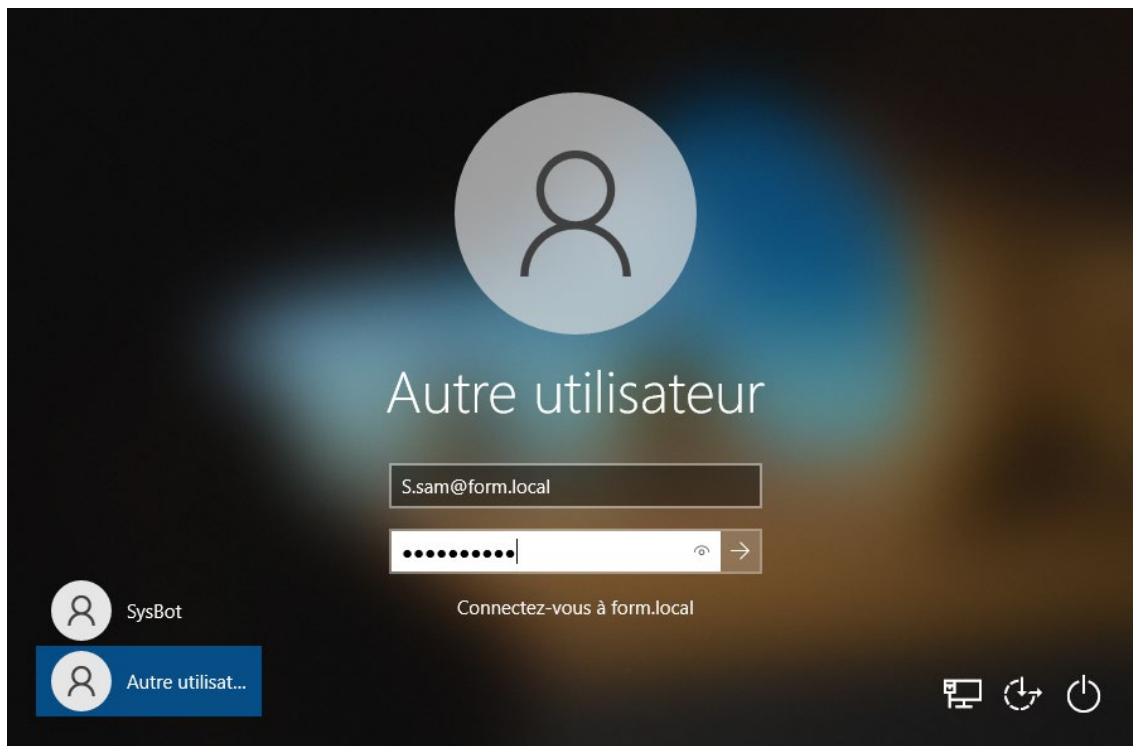 Autre utilisateur
S.sam@form.local
••••••••••
Connectez-vous à form.local
SysBot
Autre utilisat...